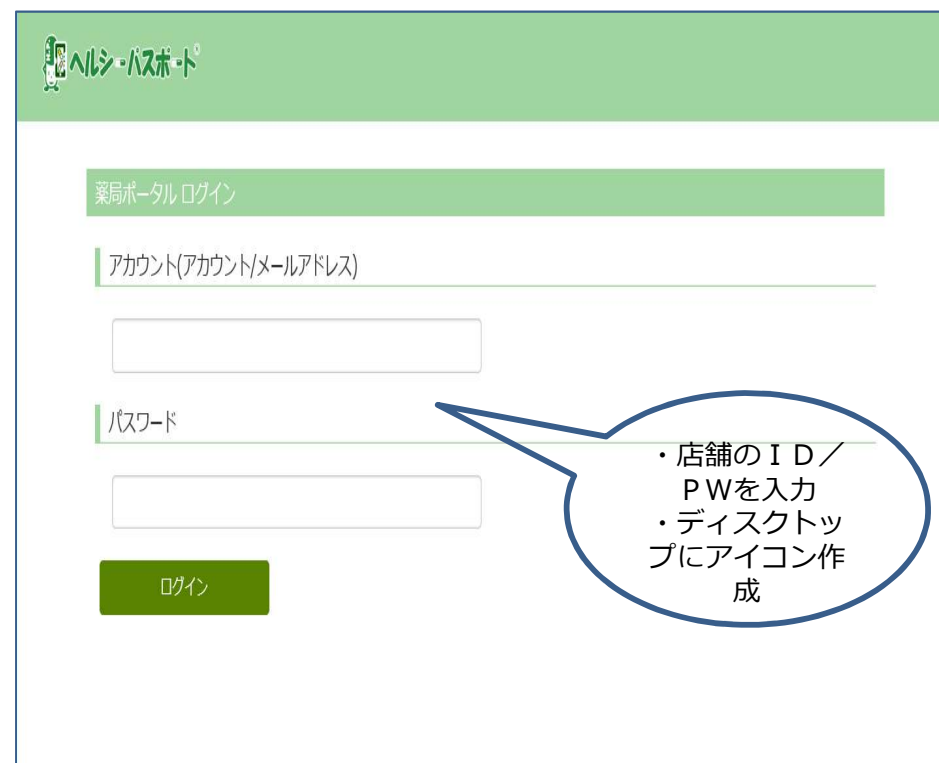 ヘルシーパスポート
薬局ポータル ログイン
アカウント(アカウント/メールアドレス)
パスワード
・店舗のＩＤ／
ＰＷを入力
・ディスクトッ
プにアイコン作
成
ログイン